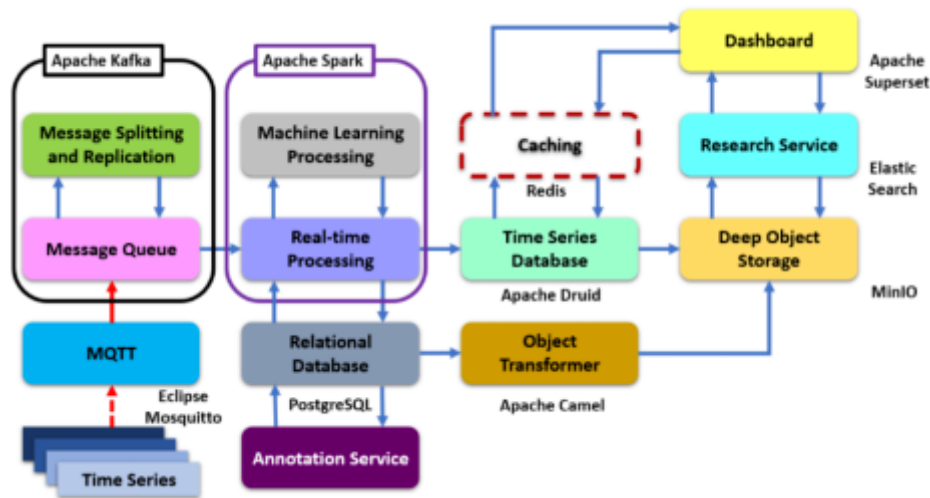 Apache Kafka
Message Splitting
and Replication
Message Queue
MQTT
Eclipse
Mosquitto
Time Series
Apache Spark
Machine Learning
Processing
Real-time
Processing
Relational
Database
PostgreSQL
Annotation Service
Caching
Redis
Time Series
Database
Apache Druid
Object
Transformer
Apache Camel
Dashboard
Apache
Superset
Research Service
Elastic
Search
Deep Object
Storage
MinIO